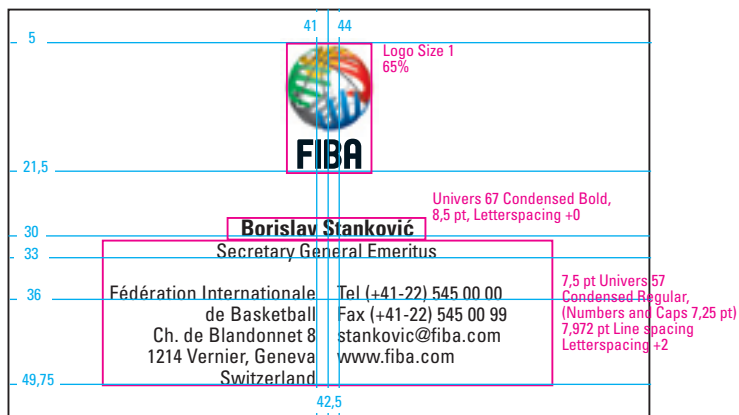 41 44
5
Logo Size 1
65%
FIBA
21,5
Univers 67 Condensed Bold,
8,5 pt, Letterspacing +0
30
Borislav Stanković
33
Secretary General Emeritus
36
Fédération Internationale
de Basketball
Ch. de Blandonnet 8
1214 Vernier, Geneva
Switzerland
Tel (+41-22) 545 00 00
Fax (+41-22) 545 00 99
stankovic@fiba.com
www.fiba.com
7,5 pt Univers 57
Condensed Regular,
(Numbers and Caps 7,25 pt)
7,972 pt Line spacing
Letterspacing +2
49,75
42,5